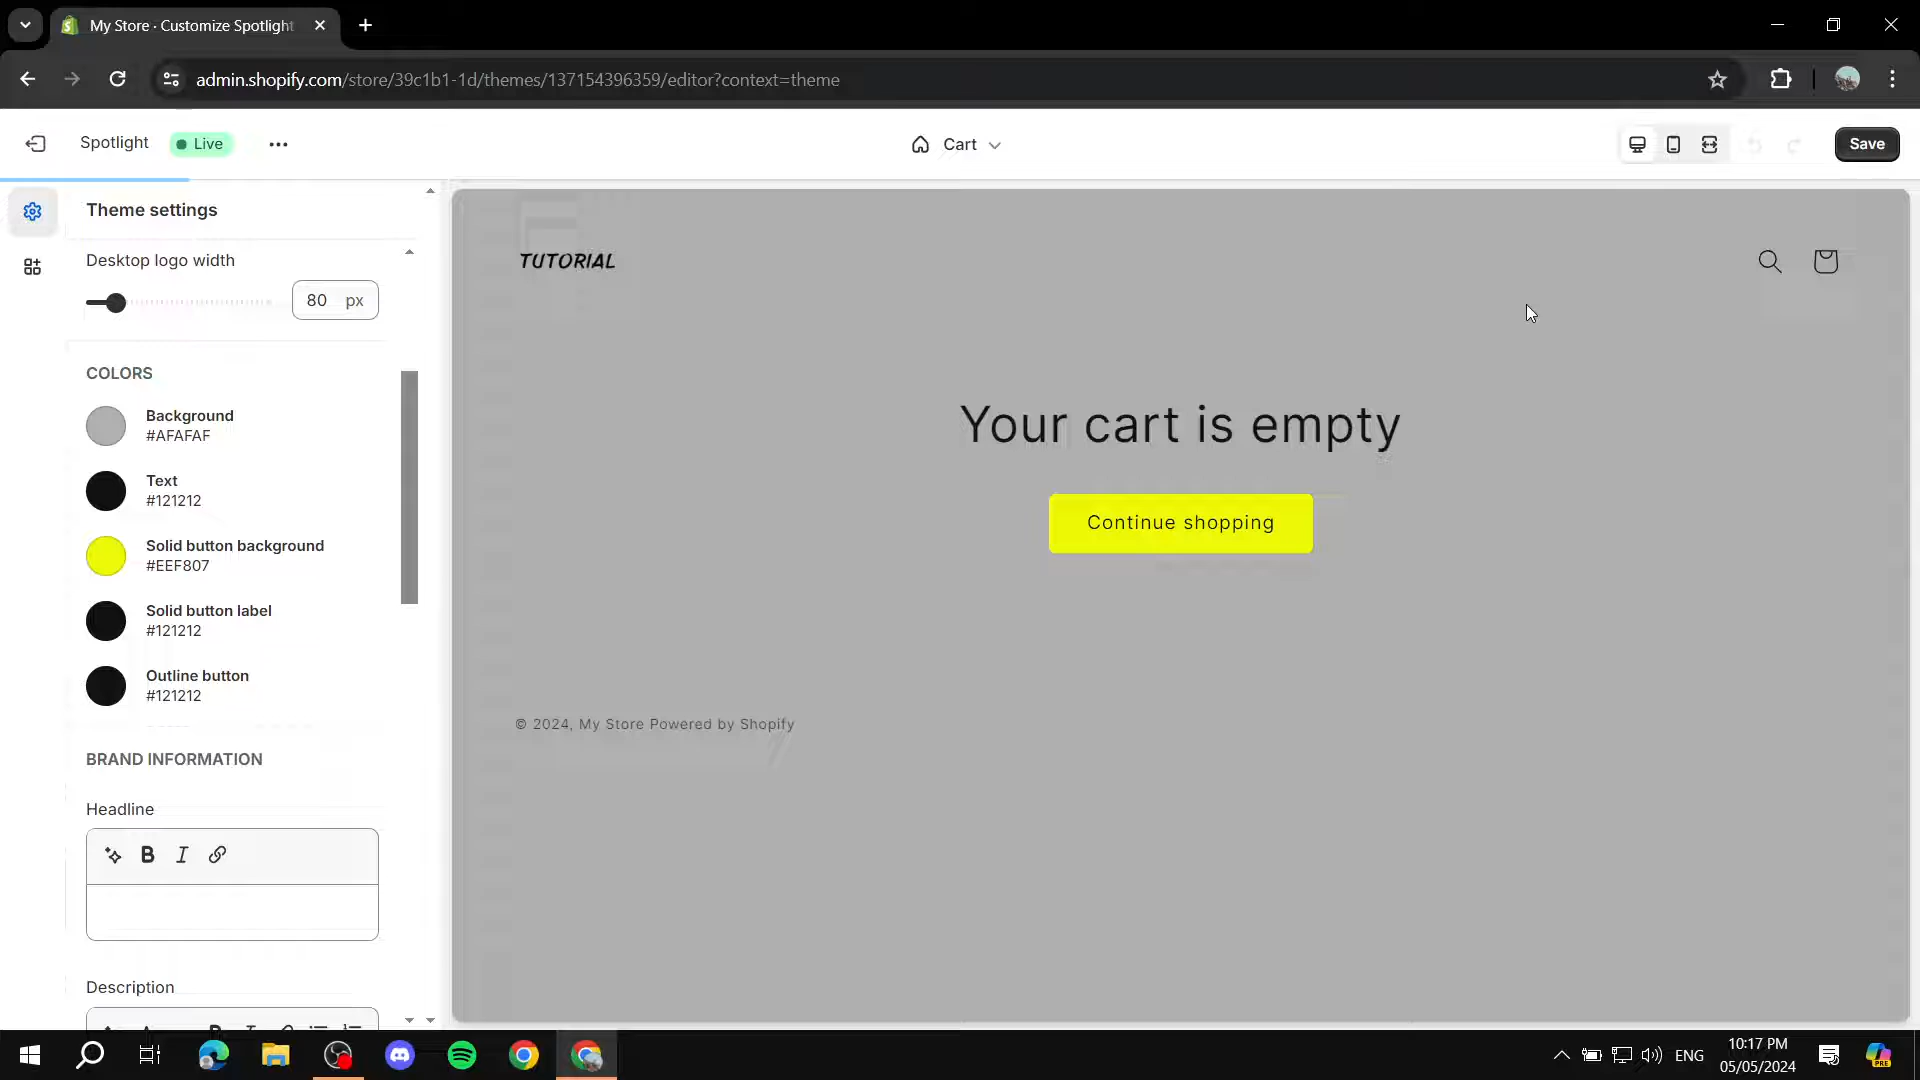 My Store · Customize Spotlight
admin.shopify.com/store/39c1b1-1d/themes/137154396359/editor?context=theme
Spotlight
Live
Cart
Save
Theme settings
Desktop logo width
80 px
COLORS
Background
#AFAFAF
Text
#121212
Solid button background
#EEF807
Solid button label
#121212
Outline button
#121212
BRAND INFORMATION
Headline
B I
Description
TUTORIAL
Your cart is empty
Continue shopping
© 2024, My Store Powered by Shopify
ENG
10:17 PM
05/05/2024
PRE